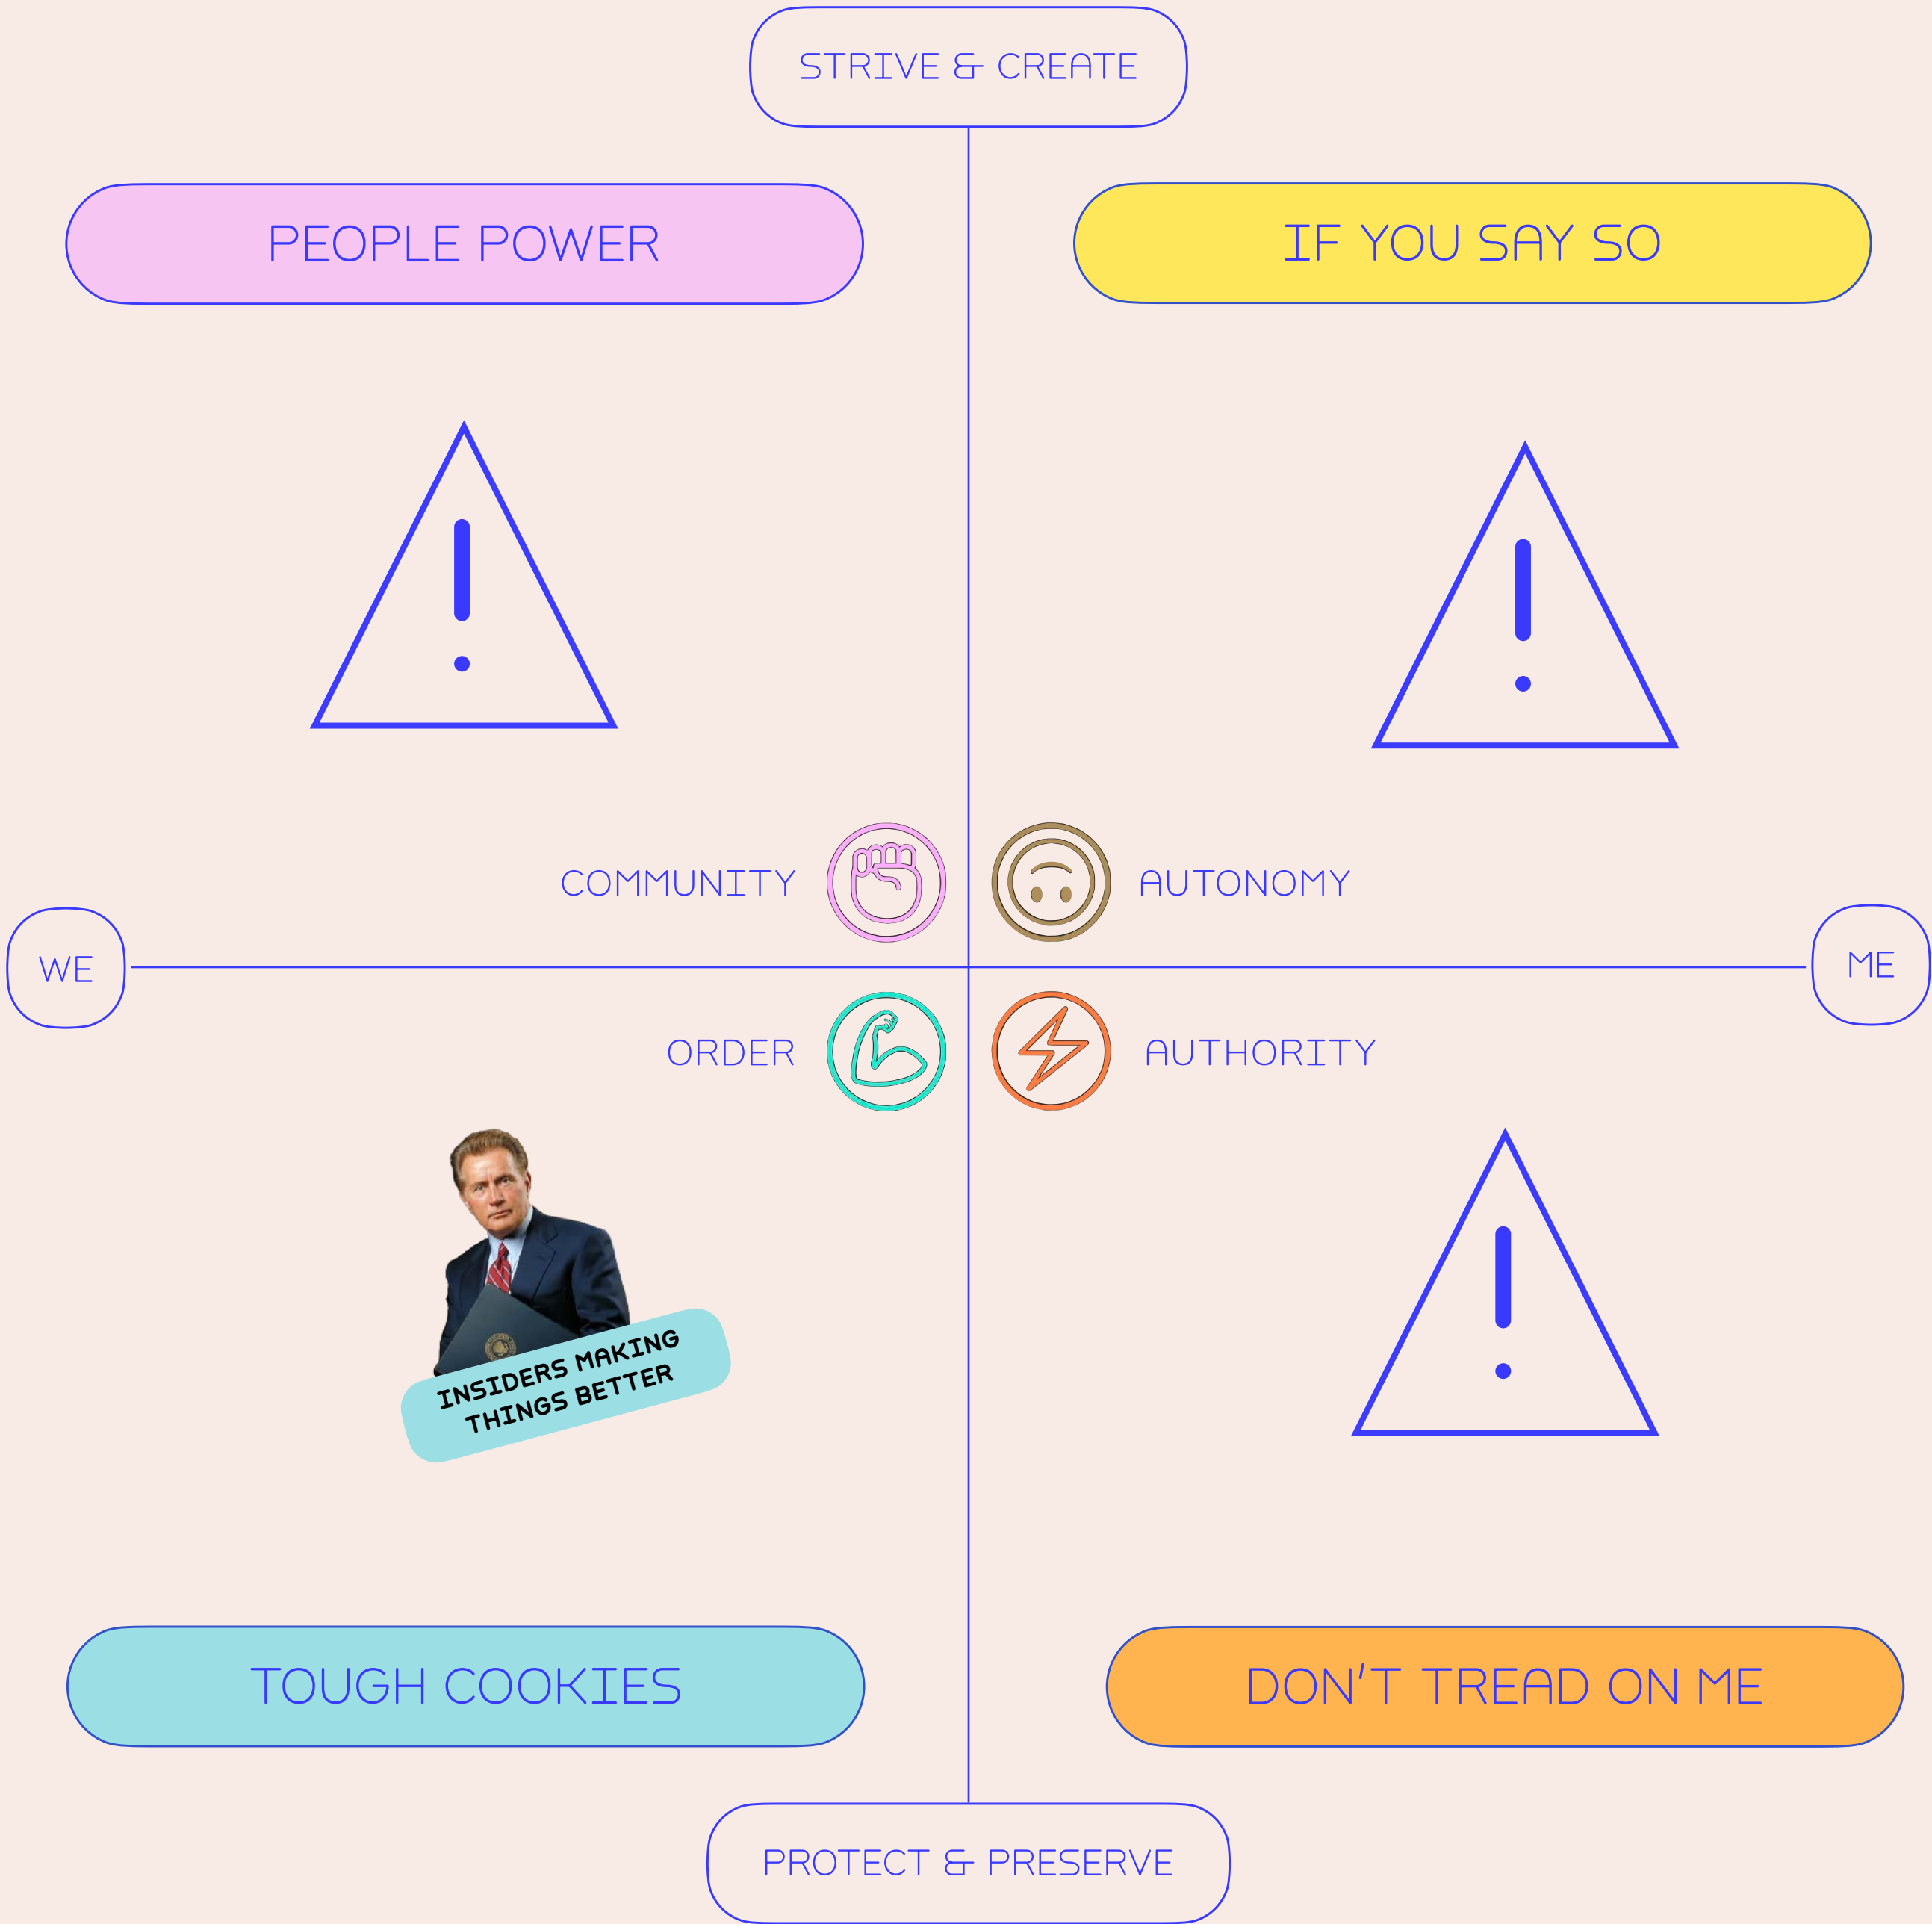 STRIVE & CREATE
PEOPLE POWER
IF YOU SAY SO
COMMUNITY
AUTONOMY
WE
ME
ORDER
AUTHORITY
INSIDERS MAKING
THINGS BETTER
TOUGH COOKIES
DON'T TREAD ON ME
PROTECT & PRESERVE